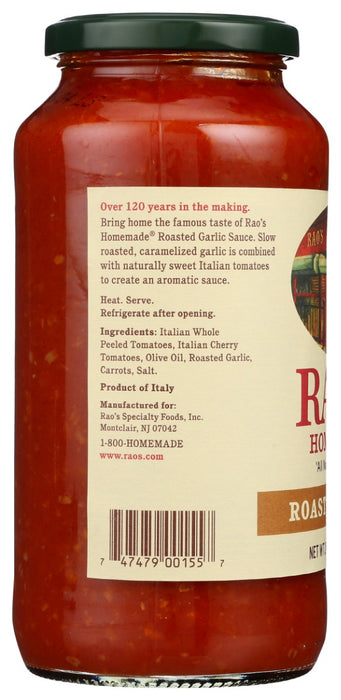 Over 120 years in the making.
Bring home the famous taste of Rao's
Homemade® Roasted Garlic Sauce. Slow
roasted, caramelized garlic is combined
with naturally sweet Italian tomatoes
to create an aromatic sauce.
Heat. Serve.
Refrigerate after opening.
Ingredients: Italian Whole
Peeled Tomatoes, Italian Cherry
Tomatoes, Olive Oil, Roasted Garlic,
Carrots, Salt.
Product of Italy
Manufactured for:
Rao's Specialty Foods, Inc.
Montclair, NJ 07042
1-800-HOMEMADE
www.raos.com
7 47479 00155 7
RAO'S
RA
HO
ROAST
NET WT